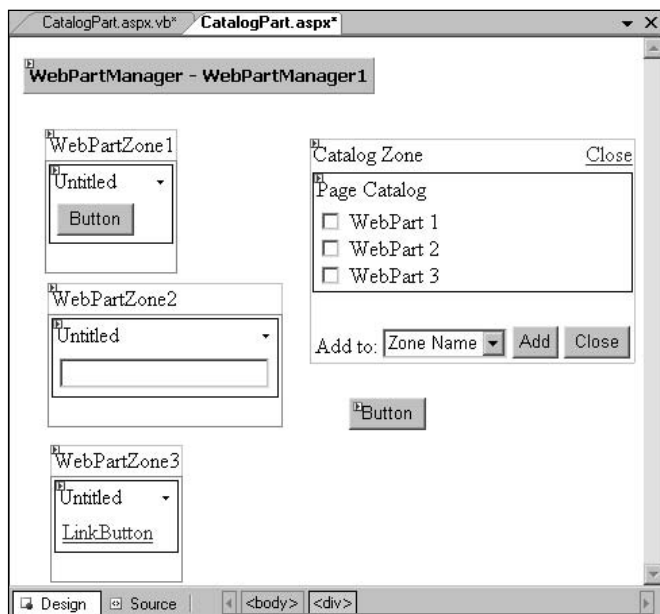 CatalogPart.aspx.vb* CatalogPart.aspx*
WebPartManager - WebPartManager1
WebPartZone1
Untitled
Button
WebPartZone2
Untitled
WebPartZone3
Untitled
LinkButton
Catalog Zone Close
Page Catalog
WebPart 1
WebPart 2
WebPart 3
Add to: Zone Name Add Close
Button
Design Source <body> <div>